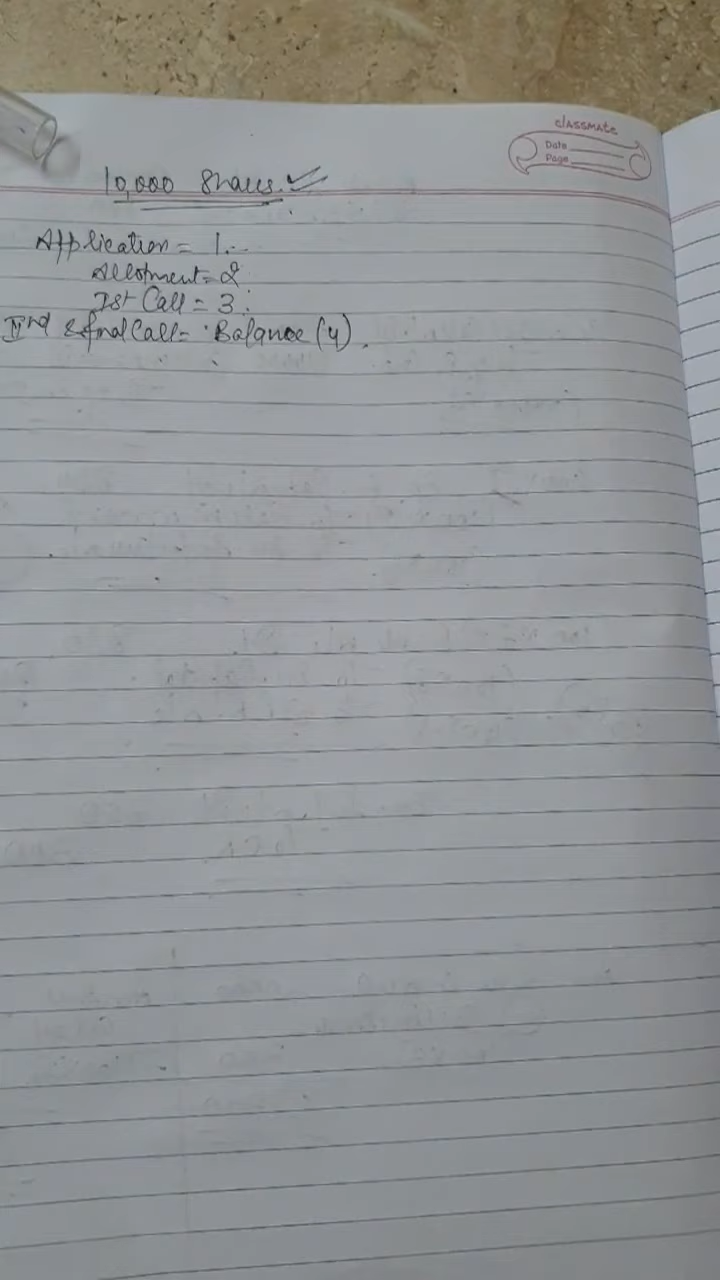 classmate
Date
Page
10,000 Shares.
Application = 1.
Allotment = 2
Ist Call = 3
IInd & final Call = Balance (4).